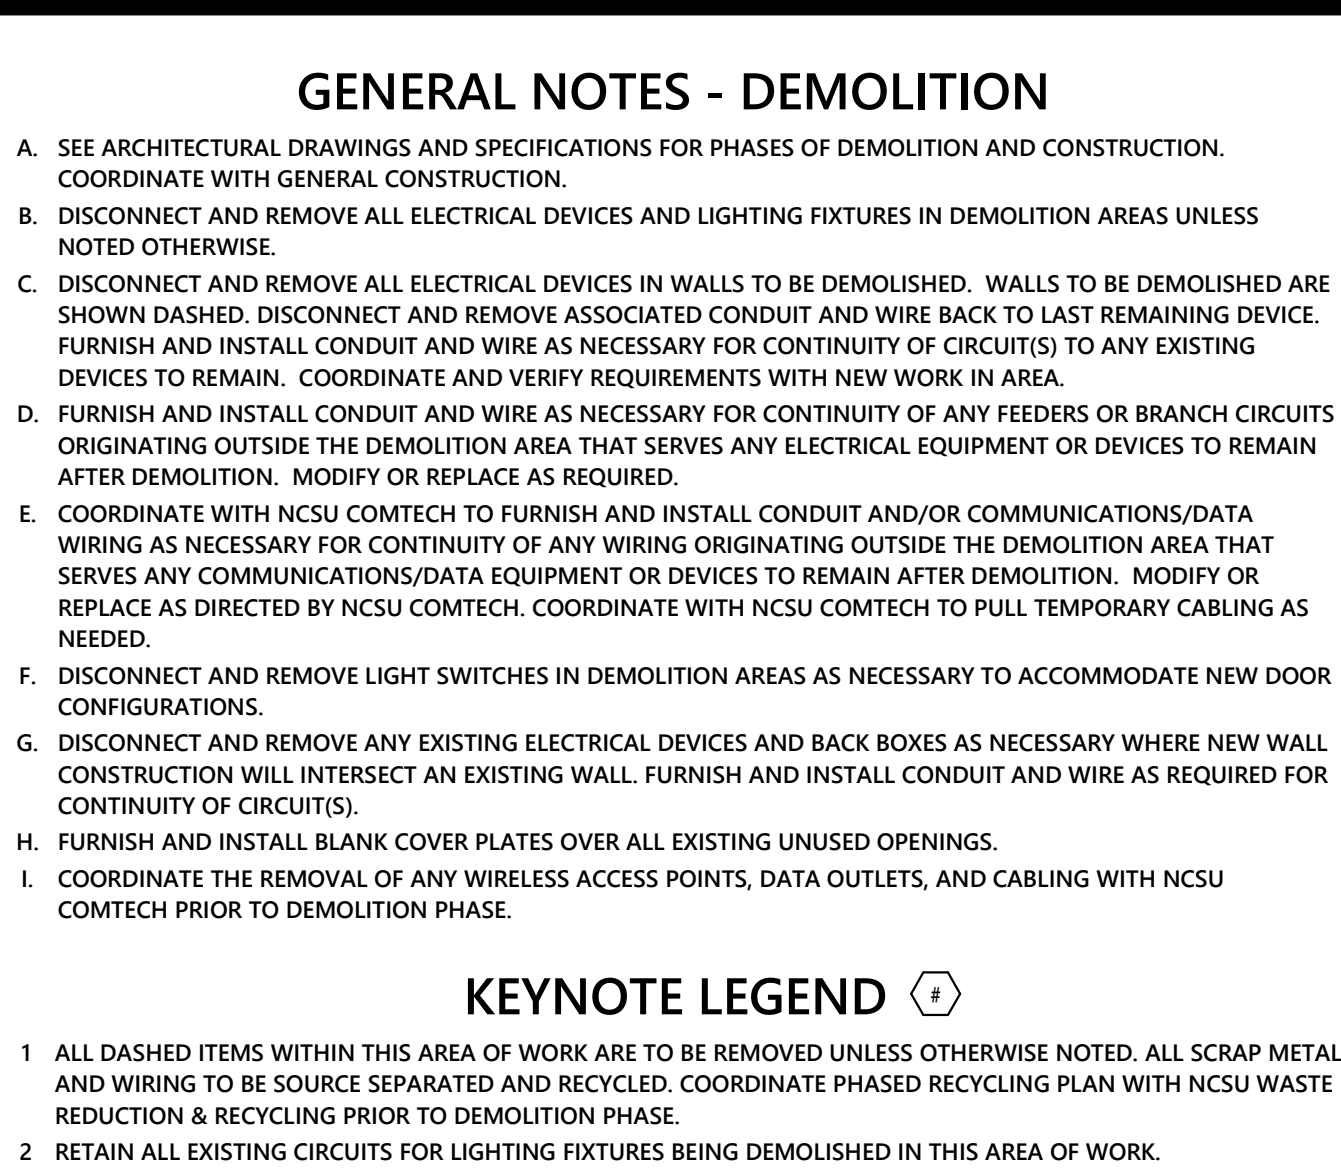 GENERAL NOTES - DEMOLITION
A. SEE ARCHITECTURAL DRAWINGS AND SPECIFICATIONS FOR PHASES OF DEMOLITION AND CONSTRUCTION.
COORDINATE WITH GENERAL CONSTRUCTION.
B. DISCONNECT AND REMOVE ALL ELECTRICAL DEVICES AND LIGHTING FIXTURES IN DEMOLITION AREAS UNLESS
NOTED OTHERWISE.
C. DISCONNECT AND REMOVE ALL ELECTRICAL DEVICES IN WALLS TO BE DEMOLISHED.  WALLS TO BE DEMOLISHED ARE
SHOWN DASHED. DISCONNECT AND REMOVE ASSOCIATED CONDUIT AND WIRE BACK TO LAST REMAINING DEVICE.
FURNISH AND INSTALL CONDUIT AND WIRE AS NECESSARY FOR CONTINUITY OF CIRCUIT(S) TO ANY EXISTING
DEVICES TO REMAIN.  COORDINATE AND VERIFY REQUIREMENTS WITH NEW WORK IN AREA.
D. FURNISH AND INSTALL CONDUIT AND WIRE AS NECESSARY FOR CONTINUITY OF ANY FEEDERS OR BRANCH CIRCUITS
ORIGINATING OUTSIDE THE DEMOLITION AREA THAT SERVES ANY ELECTRICAL EQUIPMENT OR DEVICES TO REMAIN
AFTER DEMOLITION.  MODIFY OR REPLACE AS REQUIRED.
E. COORDINATE WITH NCSU COMTECH TO FURNISH AND INSTALL CONDUIT AND/OR COMMUNICATIONS/DATA
WIRING AS NECESSARY FOR CONTINUITY OF ANY WIRING ORIGINATING OUTSIDE THE DEMOLITION AREA THAT
SERVES ANY COMMUNICATIONS/DATA EQUIPMENT OR DEVICES TO REMAIN AFTER DEMOLITION.  MODIFY OR
REPLACE AS DIRECTED BY NCSU COMTECH. COORDINATE WITH NCSU COMTECH TO PULL TEMPORARY CABLING AS
NEEDED.
F. DISCONNECT AND REMOVE LIGHT SWITCHES IN DEMOLITION AREAS AS NECESSARY TO ACCOMMODATE NEW DOOR
CONFIGURATIONS.
G. DISCONNECT AND REMOVE ANY EXISTING ELECTRICAL DEVICES AND BACK BOXES AS NECESSARY WHERE NEW WALL
CONSTRUCTION WILL INTERSECT AN EXISTING WALL. FURNISH AND INSTALL CONDUIT AND WIRE AS REQUIRED FOR
CONTINUITY OF CIRCUIT(S).
H. FURNISH AND INSTALL BLANK COVER PLATES OVER ALL EXISTING UNUSED OPENINGS.
I. COORDINATE THE REMOVAL OF ANY WIRELESS ACCESS POINTS, DATA OUTLETS, AND CABLING WITH NCSU
COMTECH PRIOR TO DEMOLITION PHASE.
KEYNOTE LEGEND #
1 ALL DASHED ITEMS WITHIN THIS AREA OF WORK ARE TO BE REMOVED UNLESS OTHERWISE NOTED. ALL SCRAP METAL
AND WIRING TO BE SOURCE SEPARATED AND RECYCLED. COORDINATE PHASED RECYCLING PLAN WITH NCSU WASTE
REDUCTION & RECYCLING PRIOR TO DEMOLITION PHASE.
2 RETAIN ALL EXISTING CIRCUITS FOR LIGHTING FIXTURES BEING DEMOLISHED IN THIS AREA OF WORK.